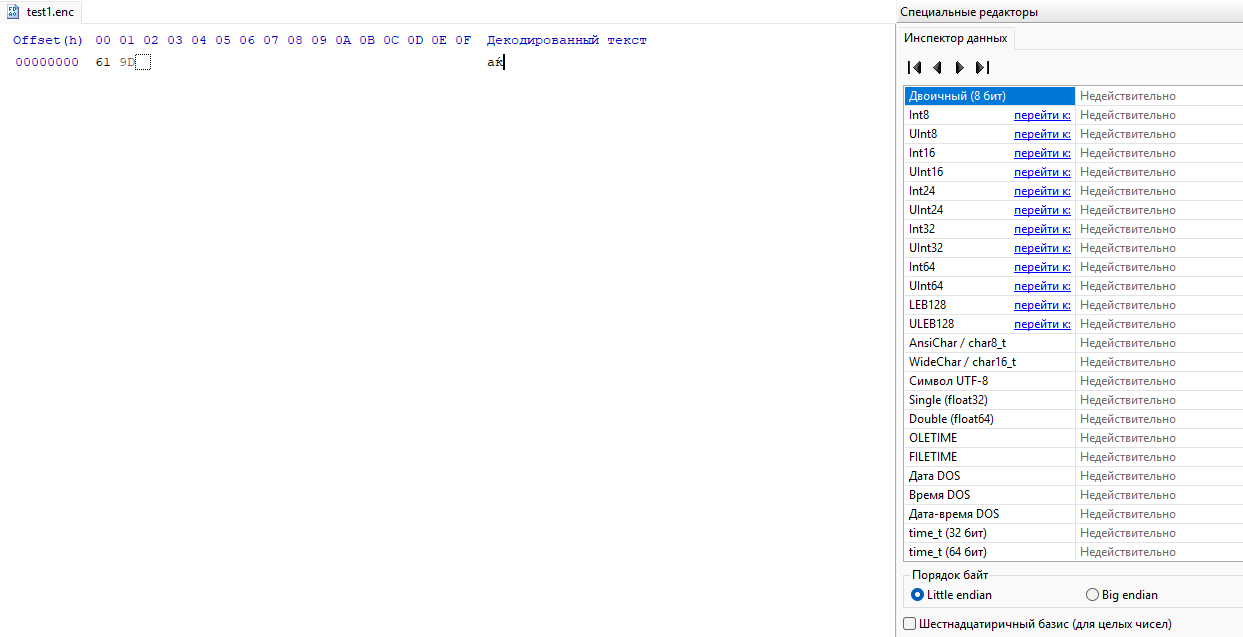 test1.enc
Offset(h) 00 01 02 03 04 05 06 07 08 09 0A 0B 0C 0D 0E 0F Декодированный текст
00000000 61 9D aќ
Специальные редакторы
Инспектор данных
Двоичный (8 бит) Недействительно
Int8 перейти к: Недействительно
UInt8 перейти к: Недействительно
Int16 перейти к: Недействительно
UInt16 перейти к: Недействительно
Int24 перейти к: Недействительно
UInt24 перейти к: Недействительно
Int32 перейти к: Недействительно
UInt32 перейти к: Недействительно
Int64 перейти к: Недействительно
UInt64 перейти к: Недействительно
LEB128 перейти к: Недействительно
ULEB128 перейти к: Недействительно
AnsiChar / char8_t Недействительно
WideChar / char16_t Недействительно
Символ UTF-8 Недействительно
Single (float32) Недействительно
Double (float64) Недействительно
OLETIME Недействительно
FILETIME Недействительно
Дата DOS Недействительно
Время DOS Недействительно
Дата-время DOS Недействительно
time_t (32 бит) Недействительно
time_t (64 бит) Недействительно
Порядок байт
Little endian Big endian
Шестнадцатиричный базис (для целых чисел)